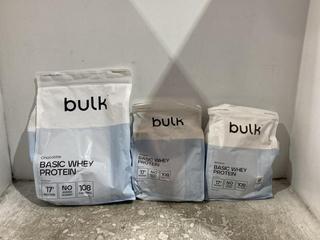 bulk
Chocolate
BASIC WHEY
PROTEIN
17g
NO
108
bulk
BASIC WHEY
PROTEIN
17g
NO
108
bulk
BASIC WHEY
PROTEIN
17g
NO
108